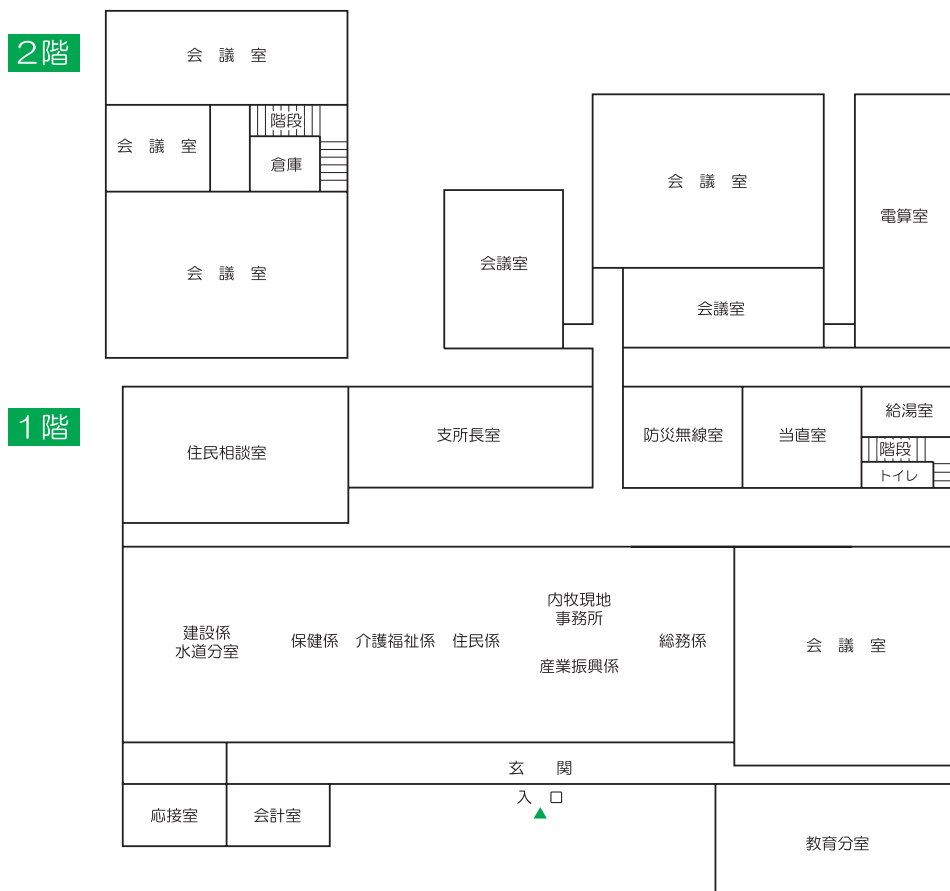 2階
会議室
階段
会議室
倉庫
会議室
会議室
電算室
会議室
会議室
1階
給湯室
支所長室
防災無線室
当直室
住民相談室
階段
トイレ
内牧現地
事務所
建設係
水道分室
保健係
介護福祉係
住民係
総務係
会議室
産業振興係
玄関
入口
応接室
会計室
教育分室